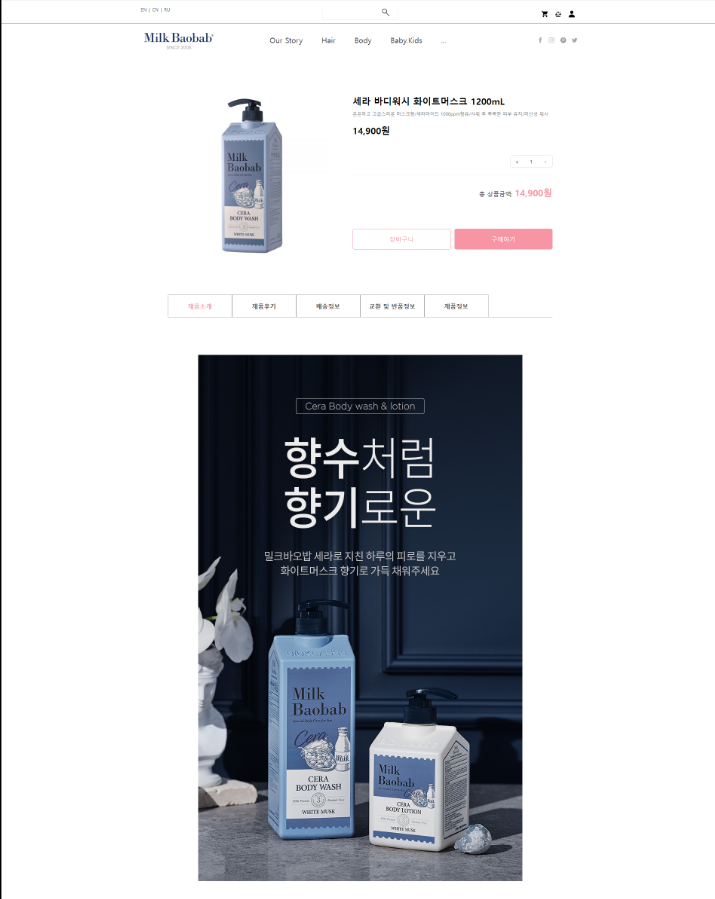 EN | CN | RU
Milk Baobab
SINCE 2008
Our Story
Hair
Body
Baby.Kids
...
세라 바디워시 화이트머스크 1200mL
14,900원
1
총 상품금액: 14,900원
장바구니
구매하기
제품소개
제품후기
배송정보
교환 및 반품정보
제품정보
Milk
Baobab
Cera
CERA
BODY WASH
WHITE MUSK
Cera Body wash & lotion
향수처럼
향기로운
밀크바오밥 세라로 지친 하루의 피로를 지우고
화이트머스크 향기로 가득 채워주세요
Milk
Baobab
Cera
Milk
CERA
BODY WASH
3
WHITE MUSK
Milk
Baobab
CERA
BODY LOTION
WHITE MUSK